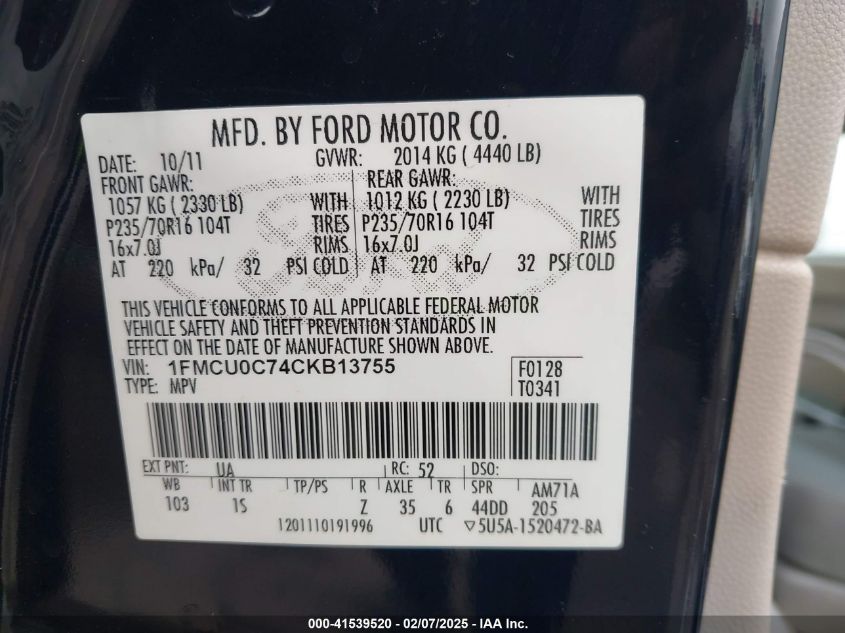 MFD. BY FORD MOTOR CO.
DATE: 10/11 GVWR: 2014 KG ( 4440 LB)
FRONT GAWR: REAR GAWR:
1057 KG ( 2330 LB) WITH 1012 KG ( 2230 LB) WITH
P235/70R16 104T TIRES P235/70R16 104T TIRES
16x7.0J RIMS 16x7.0J RIMS
AT 220 kPa/ 32 PSI COLD AT 220 kPa/ 32 PSI COLD
THIS VEHICLE CONFORMS TO ALL APPLICABLE FEDERAL MOTOR
VEHICLE SAFETY AND THEFT PREVENTION STANDARDS IN
EFFECT ON THE DATE OF MANUFACTURE SHOWN ABOVE.
VIN: 1FMCU0C74CKB13755 F0128
TYPE: MPV T0341
EXT PNT: UA RC: 52 DSO:
WB INT TR TP/PS R AXLE TR SPR AM71A
103 1S Z 35 6 44DD 205
1201110191996 UTC ▽5U5A-1520472-BA
000-41539520 — 02/07/2025 — IAAI Inc.